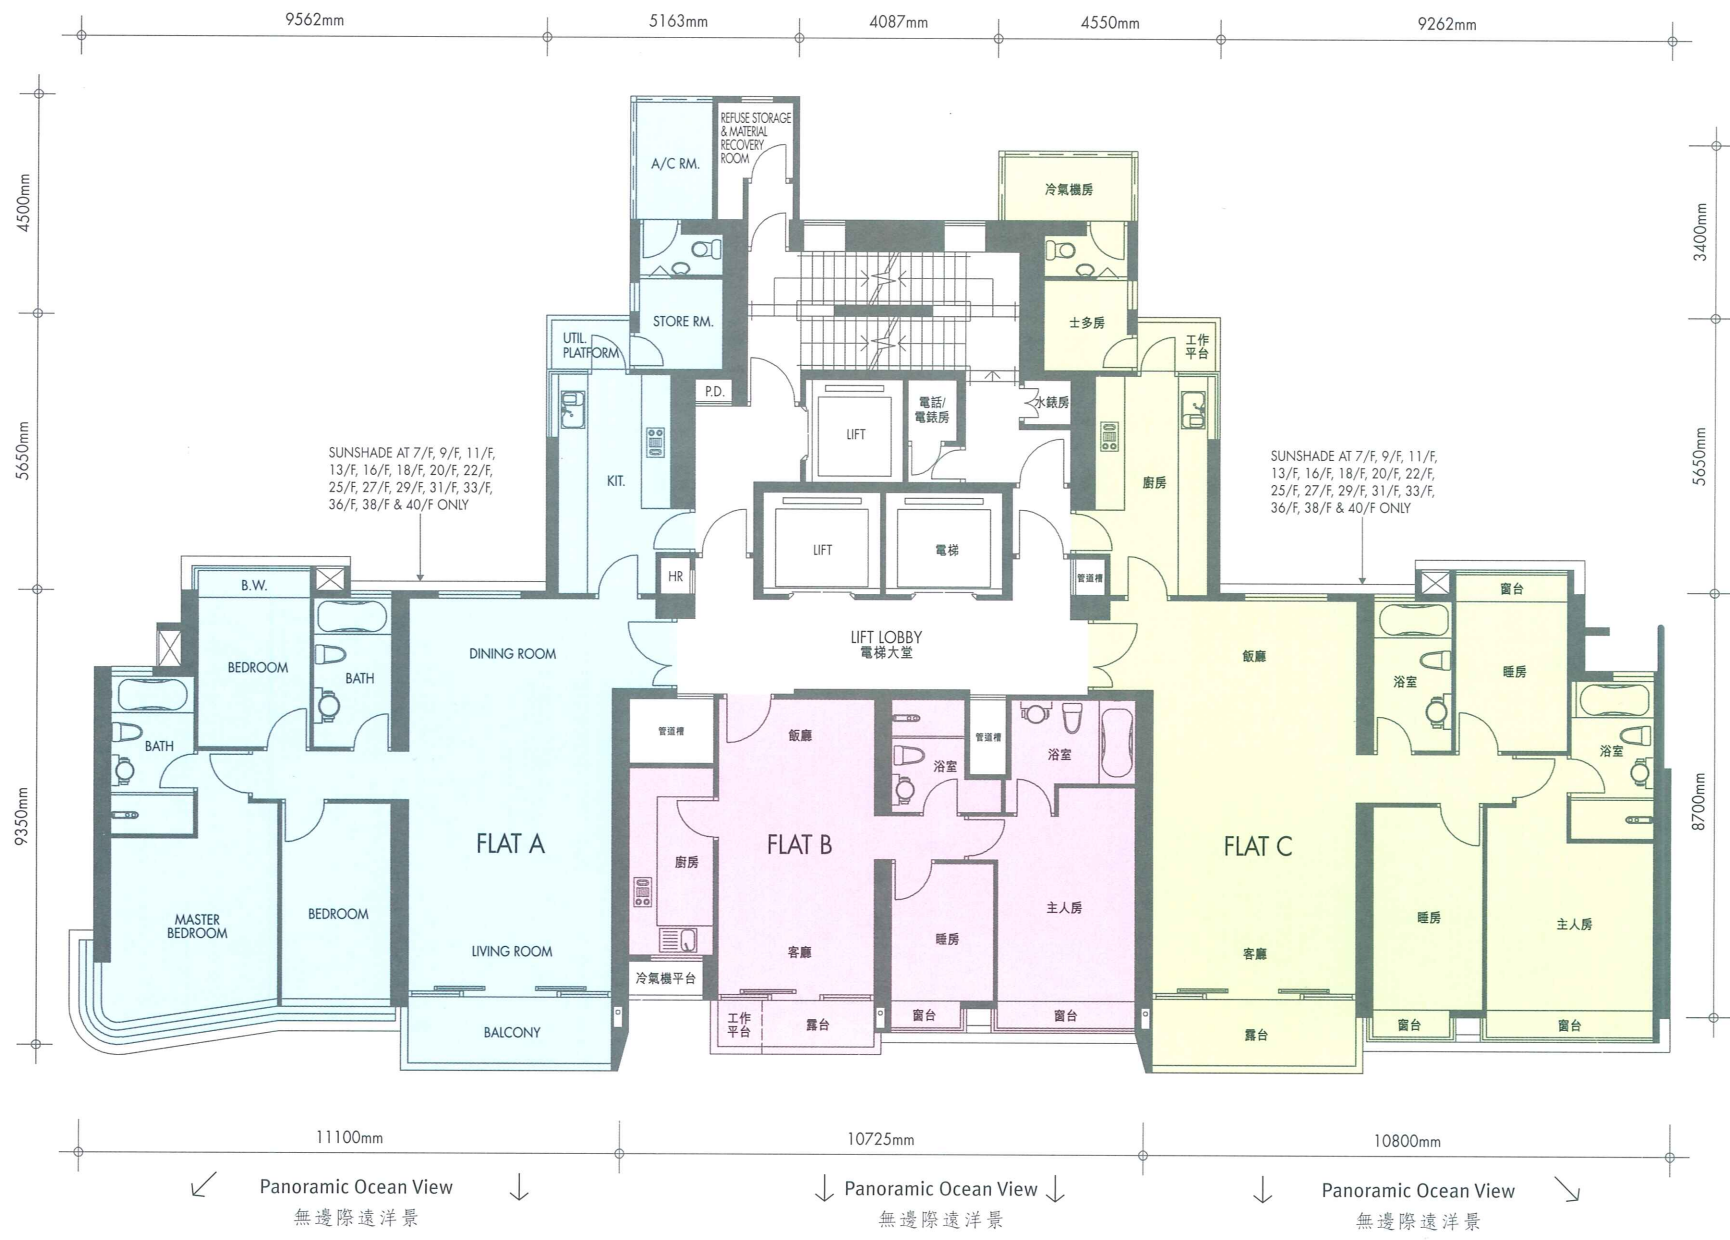 9562mm
5163mm
4087mm
4550mm
9262mm
4500mm
5650mm
9350mm
3400mm
5650mm
8700mm
A/C RM.
REFUSE STORAGE
& MATERIAL
RECOVERY
ROOM
冷氣機房
STORE RM.
UTIL.
PLATFORM
士多房
工作
平台
P.D.
LIFT
電話/
電錶房
水錶房
SUNSHADE AT 7/F, 9/F, 11/F,
13/F, 16/F, 18/F, 20/F, 22/F,
25/F, 27/F, 29/F, 31/F, 33/F,
36/F, 38/F & 40/F ONLY
KIT.
廚房
SUNSHADE AT 7/F, 9/F, 11/F,
13/F, 16/F, 18/F, 20/F, 22/F,
25/F, 27/F, 29/F, 31/F, 33/F,
36/F, 38/F & 40/F ONLY
LIFT
電梯
HR
管道槽
B.W.
窗台
BEDROOM
BATH
DINING ROOM
LIFT LOBBY
電梯大堂
飯廳
浴室
睡房
BATH
管道槽
飯廳
浴室
管道槽
浴室
浴室
FLAT A
FLAT B
FLAT C
廚房
MASTER
BEDROOM
BEDROOM
LIVING ROOM
客廳
睡房
主人房
客廳
睡房
主人房
冷氣機平台
BALCONY
工作
平台
露台
窗台
窗台
露台
窗台
窗台
11100mm
10725mm
10800mm
Panoramic Ocean View
無邊際遠洋景
Panoramic Ocean View
無邊際遠洋景
Panoramic Ocean View
無邊際遠洋景